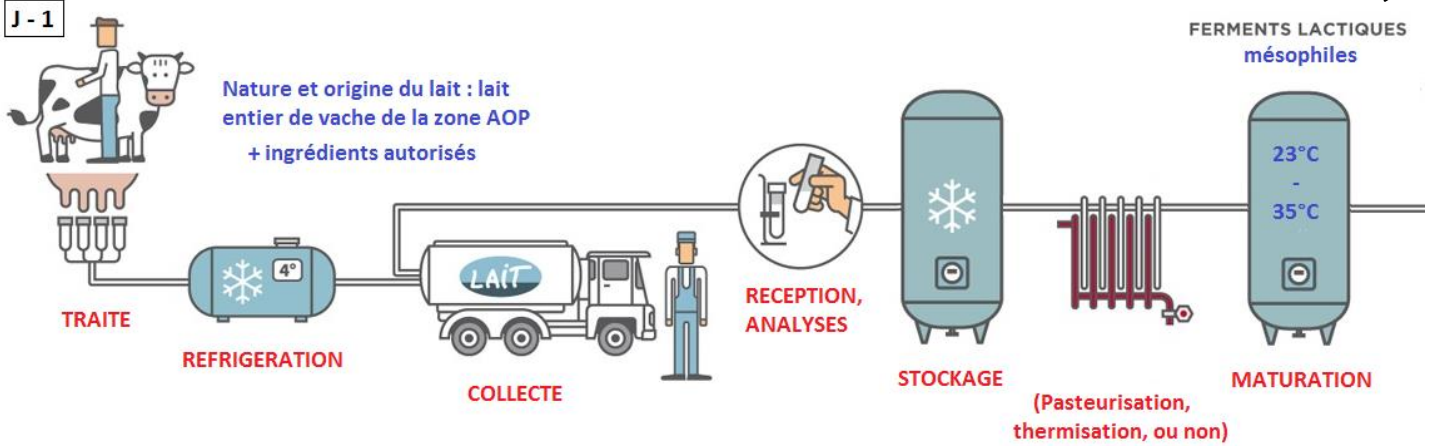 J - 1
FERMENTS LACTIQUES
mésophiles
Nature et origine du lait : lait
entier de vache de la zone AOP
+ ingrédients autorisés
23°C
-
35°C
4°
LAIT
TRAITE
REFRIGERATION
COLLECTE
RECEPTION,
ANALYSES
STOCKAGE
(Pasteurisation,
thermisation, ou non)
MATURATION